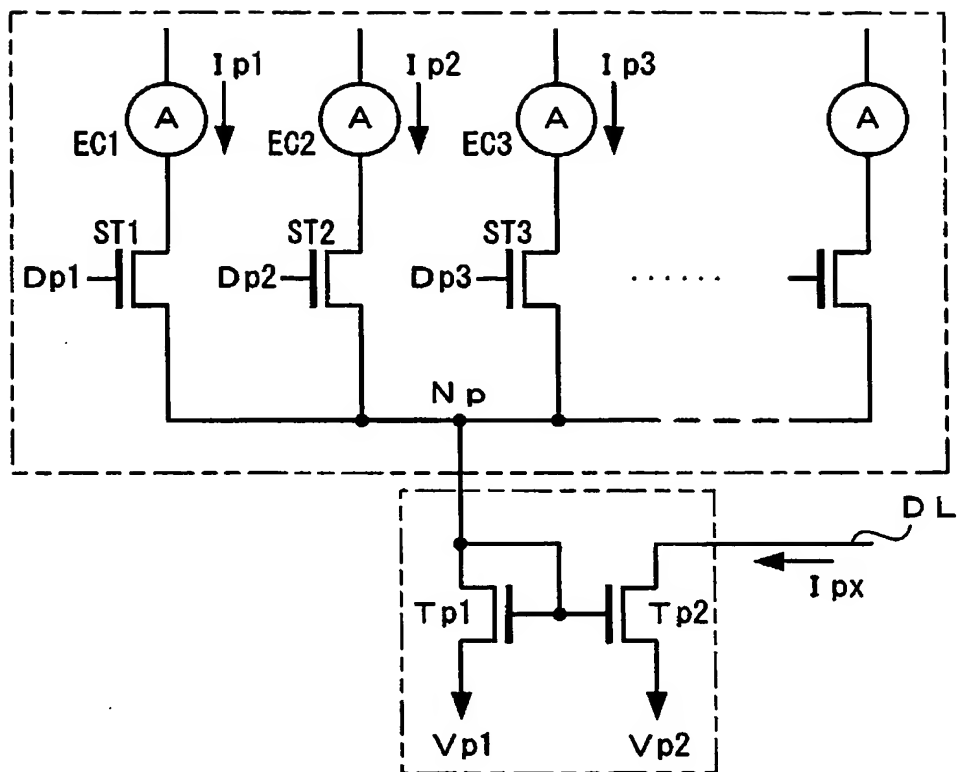 Ip1 Ip2 Ip3
A A A A
EC1 EC2 EC3
ST1 ST2 ST3
Dp1 Dp2 Dp3 ......
Np
DL
Ipx
Tp1 Tp2
Vp1 Vp2